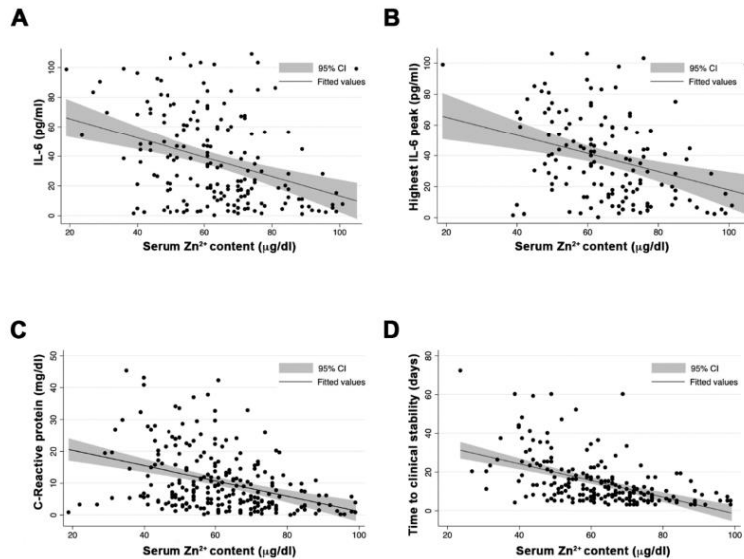 A
95% CI
Fitted values
IL-6 (pg/ml)
100
80
60
40
20
0
20 40 60 80 100
Serum Zn²⁺ content (µg/dl)
B
95% CI
Fitted values
Highest IL-6 peak (pg/ml)
100
80
60
40
20
0
20 40 60 80 100
Serum Zn²⁺ content (µg/dl)
C
95% CI
Fitted values
C-Reactive protein (mg/dl)
50
40
30
20
10
0
20 40 60 80 100
Serum Zn²⁺ content (µg/dl)
D
95% CI
Fitted values
Time to clinical stability (days)
80
60
40
20
0
20 40 60 80 100
Serum Zn²⁺ content (µg/dl)